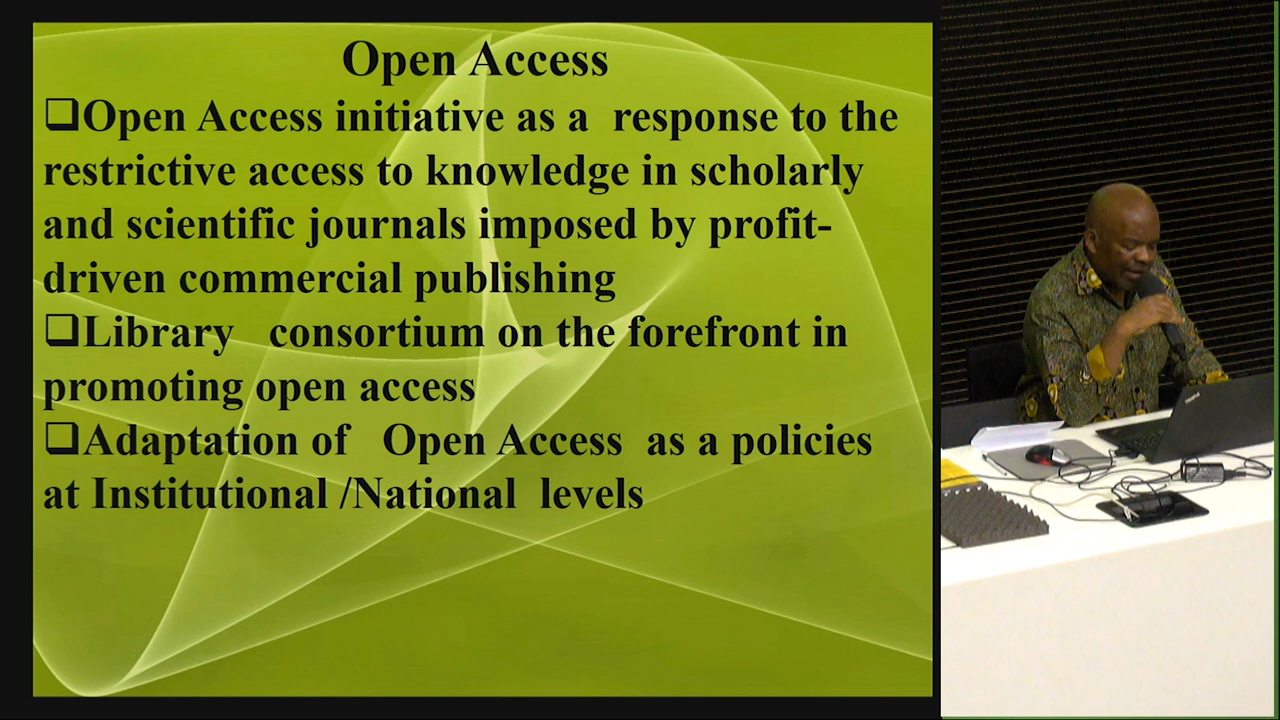 Open Access
❑Open Access initiative as a response to the
restrictive access to knowledge in scholarly
and scientific journals imposed by profit-
driven commercial publishing
❑Library consortium on the forefront in
promoting open access
❑Adaptation of Open Access as a policies
at Institutional /National levels